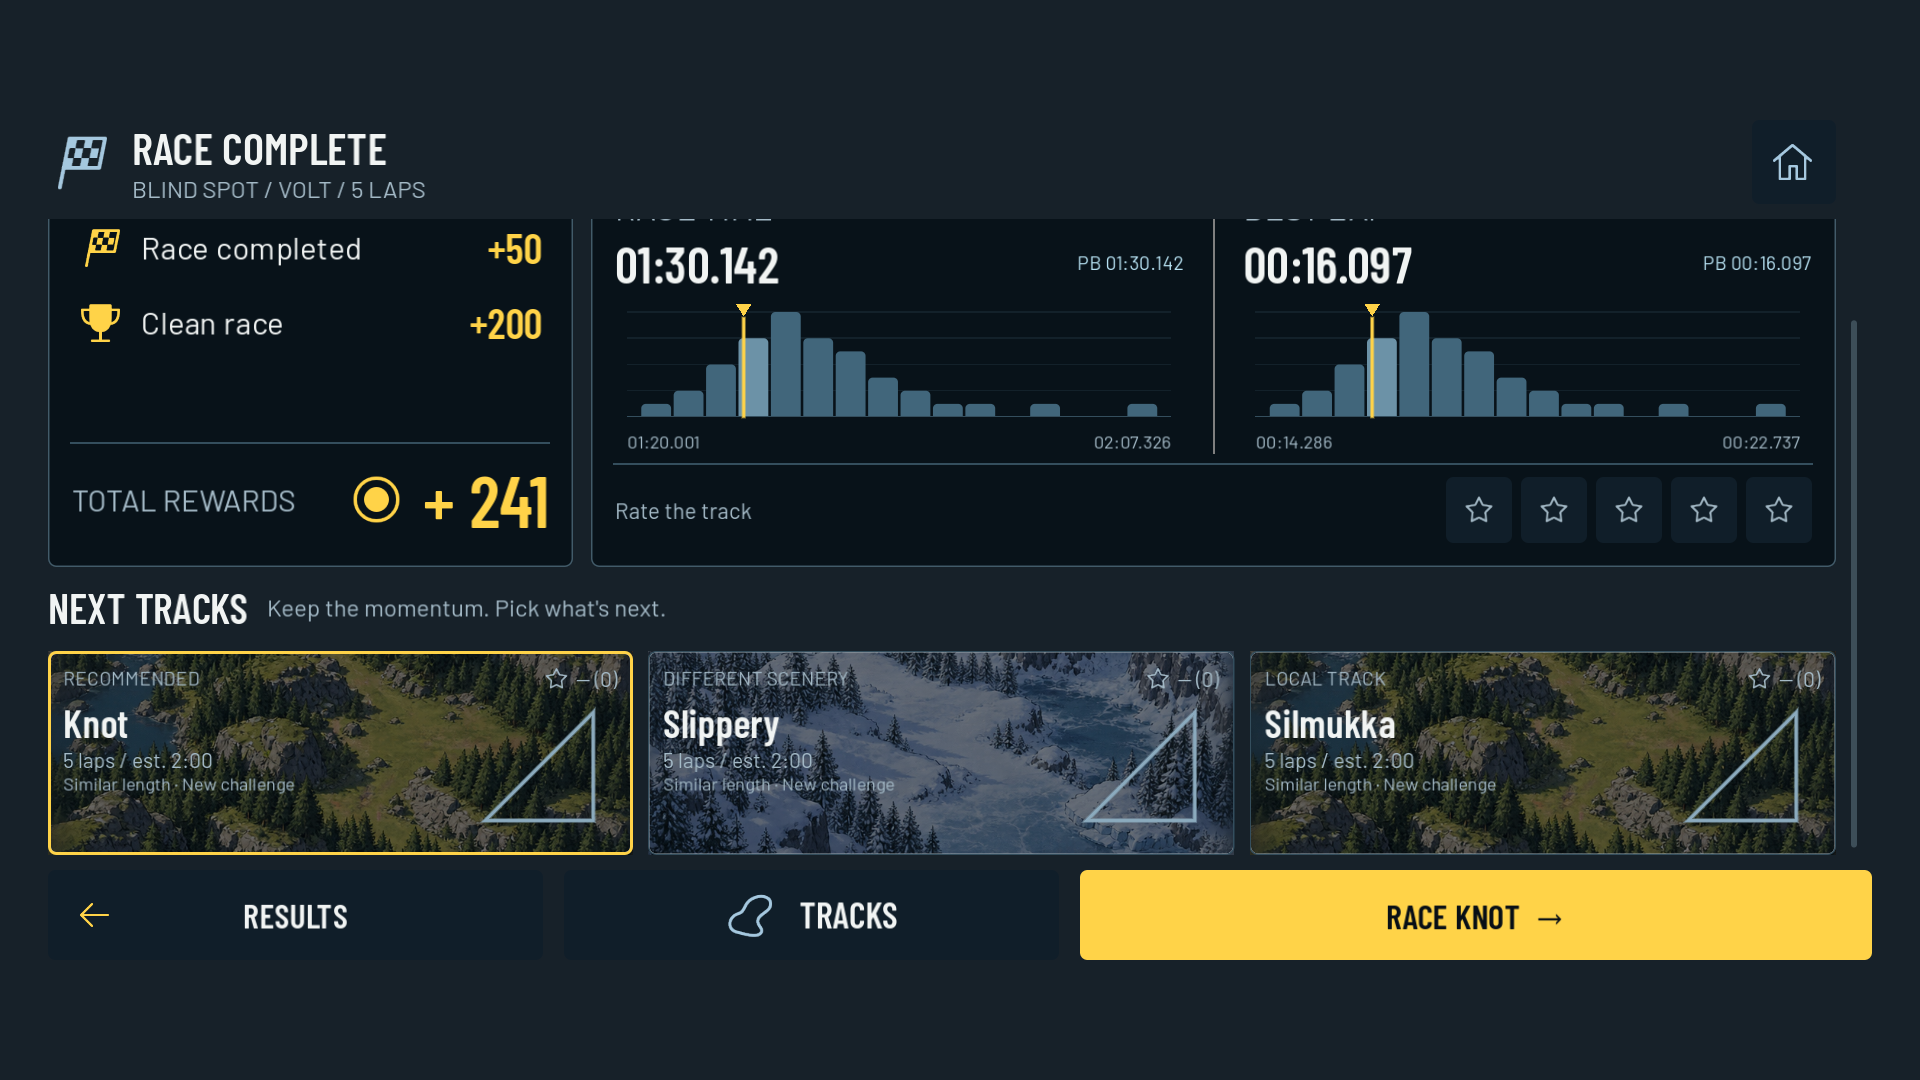 RACE COMPLETE
BLIND SPOT / VOLT / 5 LAPS
Race completed +50
Clean race +200
TOTAL REWARDS + 241
01:30.142 PB 01:30.142
01:20.001 02:07.326
00:16.097 PB 00:16.097
00:14.286 00:22.737
Rate the track
NEXT TRACKS Keep the momentum. Pick what's next.
RECOMMENDED – (0)
Knot
5 laps / est. 2:00
Similar length · New challenge
DIFFERENT SCENERY – (0)
Slippery
5 laps / est. 2:00
Similar length · New challenge
LOCAL TRACK – (0)
Silmukka
5 laps / est. 2:00
Similar length · New challenge
← RESULTS
TRACKS
RACE KNOT →